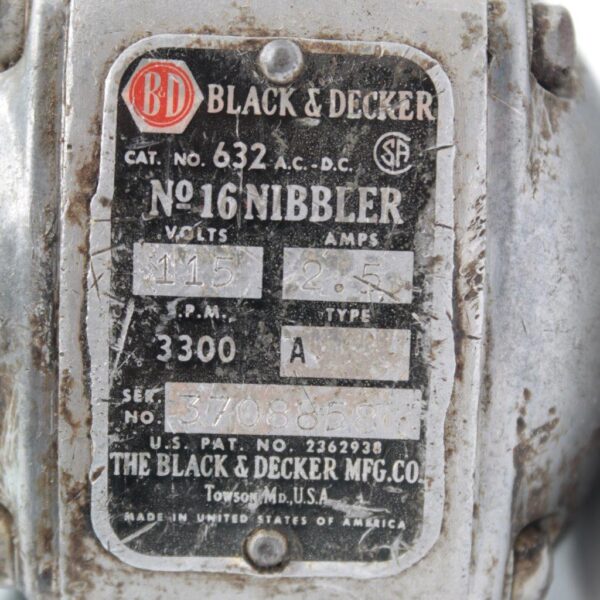 B&D BLACK & DECKER
CAT. NO. 632 A.C.-D.C. SA
Nº 16 NIBBLER
VOLTS AMPS
115 2.5
TYPE
3300 A
SER. NO.
U.S. PAT. NO. 2362938
THE BLACK & DECKER MFG. CO.
TOWSON MD., U.S.A.
MADE IN UNITED STATES OF AMERICA